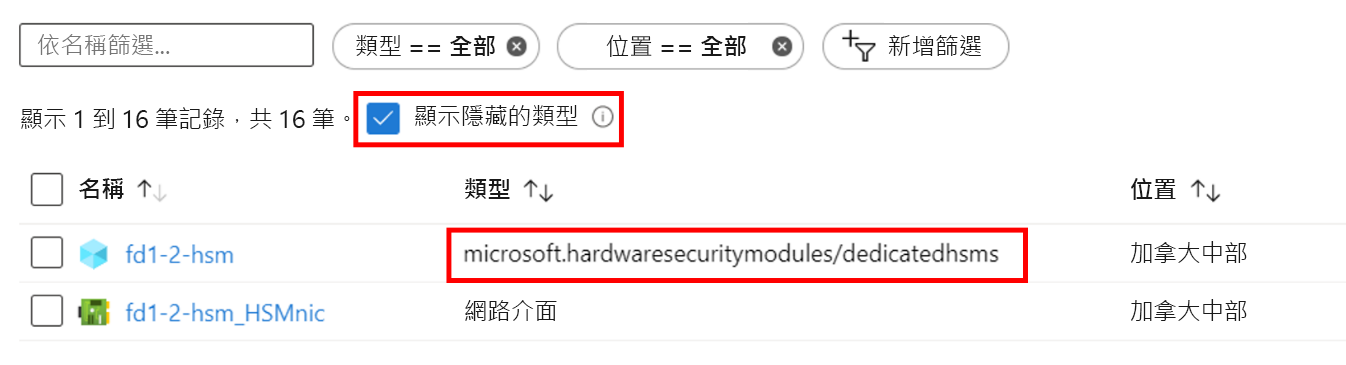 依名稱篩選... 類型 == 全部 位置 == 全部 新增篩選
顯示 1 到 16 筆記錄，共 16 筆。 顯示隱藏的類型
名稱 類型 位置
fd1-2-hsm microsoft.hardwaresecuritymodules/dedicatedhsms 加拿大中部
fd1-2-hsm_HSMnic 網路介面 加拿大中部